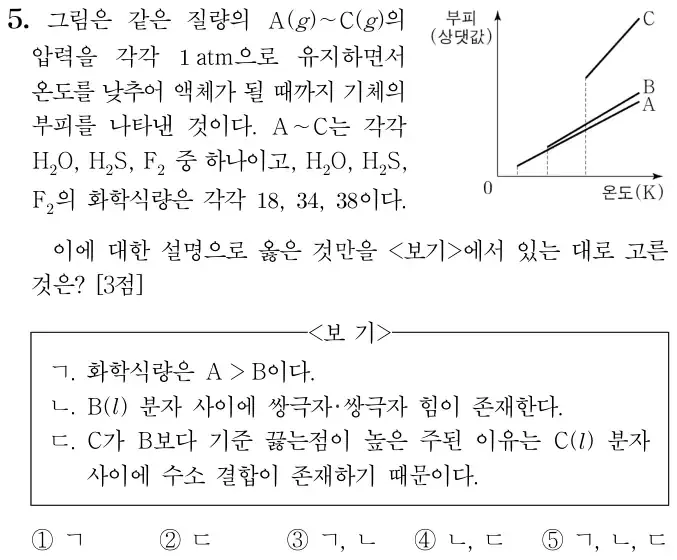 5. 그림은 같은 질량의 A(g)~C(g)의
압력을 각각 1 atm으로 유지하면서
온도를 낮추어 액체가 될 때까지 기체의
부피를 나타낸 것이다. A~C는 각각
H₂O, H₂S, F₂ 중 하나이고, H₂O, H₂S,
F₂의 화학식량은 각각 18, 34, 38이다.
부피
(상댓값)
C
B
A
0
온도(K)
이에 대한 설명으로 옳은 것만을 <보기>에서 있는 대로 고른
것은? [3점]
<보 기>
ㄱ. 화학식량은 A > B이다.
ㄴ. B(l) 분자 사이에 쌍극자·쌍극자 힘이 존재한다.
ㄷ. C가 B보다 기준 끓는점이 높은 주된 이유는 C(l) 분자
사이에 수소 결합이 존재하기 때문이다.
① ㄱ ② ㄷ ③ ㄱ, ㄴ ④ ㄴ, ㄷ ⑤ ㄱ, ㄴ, ㄷ